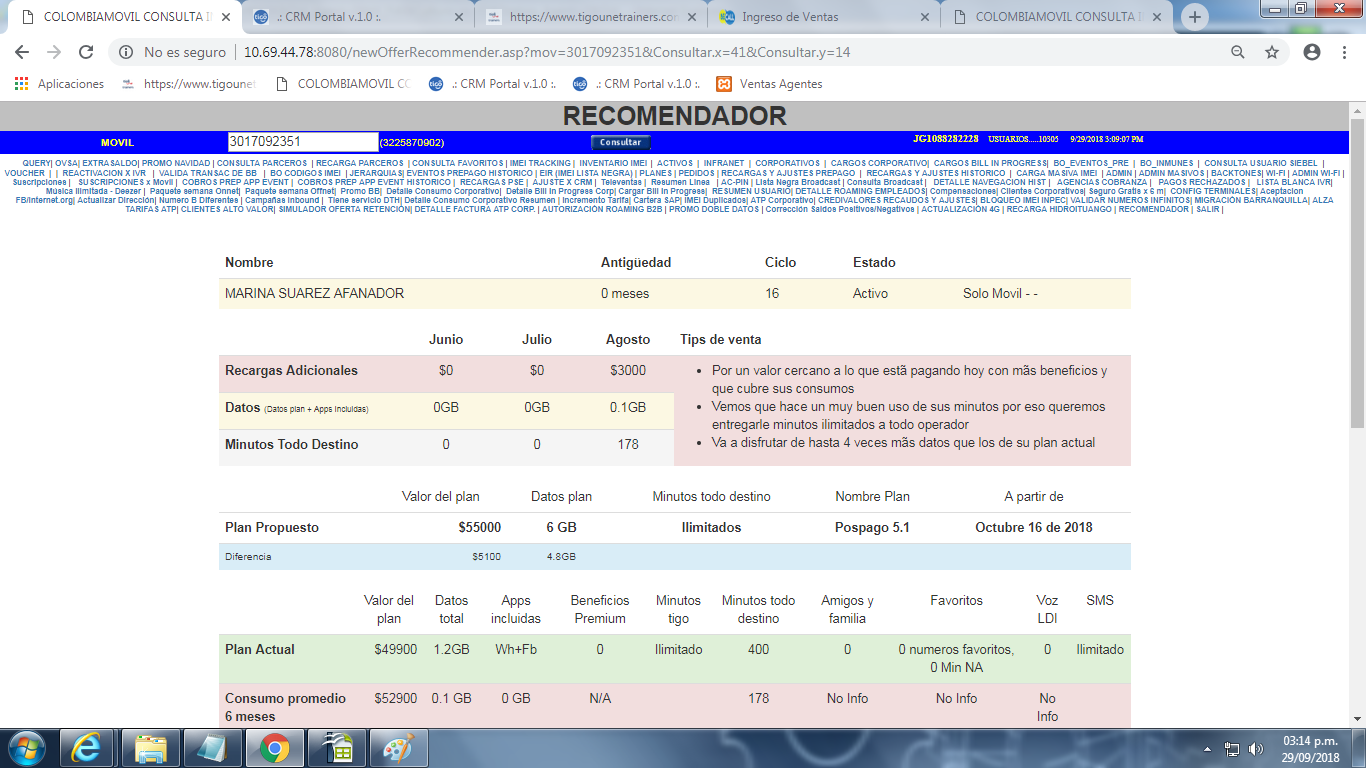 COLOMBIAMOVIL CONSULTA I
.: CRM Portal v.1.0 :.
https://www.tigounetrainers.com
Ingreso de Ventas
COLOMBIAMOVIL CONSULTA I
No es seguro | 10.69.44.78:8080/newOfferRecommender.asp?mov=3017092351&Consultar.x=41&Consultar.y=14
Aplicaciones
https://www.tigounet
COLOMBIAMOVIL CO
.: CRM Portal v.1.0 :.
.: CRM Portal v.1.0 :.
Ventas Agentes
RECOMENDADOR
MOVIL 3017092351 (3225870902) Consultar JG1088282228 USUARIOS.....10305 9/29/2018 3:09:07 PM
QUERY| OVSA| EXTRASALDO| PROMO NAVIDAD | CONSULTA PARCEROS | RECARGA PARCEROS | CONSULTA FAVORITOS | IMEI TRACKING | INVENTARIO IMEI | ACTIVOS | INFRANET | CORPORATIVOS | CARGOS CORPORATIVO| CARGOS BILL IN PROGRESS| BO_EVENTOS_PRE | BO_INMUNES | CONSULTA USUARIO SIEBEL |
VOUCHER | | REACTIVACION X IVR | VALIDA TRANSAC DE BB | BO CODIGOS IMEI | JERARQUIAS| EVENTOS PREPAGO HISTORICO | EIR (IMEI LISTA NEGRA) | PLANES | PEDIDOS | RECARGAS Y AJUSTES PREPAGO | RECARGAS Y AJUSTES HISTORICO | CARGA MASIVA IMEI | ADMIN | ADMIN MASIVOS | BACKTONES| WI-FI | ADMIN WI-FI |
Suscripciones | SUSCRIPCIONES x Movil | COBROS PREP APP EVENT | COBROS PREP APP EVENT HISTORICO | RECARGAS PSE | AJUSTE X CRM | Televentas | Resumen Linea | AC-PIN | Lista Negra Broadcast | Consulta Broadcast | DETALLE NAVEGACION HIST | AGENCIAS COBRANZA | PAGOS RECHAZADOS | LISTA BLANCA IVR|
Música Ilimitada - Deezer | Paquete semana Onnet| Paquete semana Offnet| Promo BB| Detalle Consumo Corporativo| Detalle Bill In Progress Corp| Cargar Bill In Progress| RESUMEN USUARIO| DETALLE ROAMING EMPLEADOS| Compensaciones| Clientes Corporativos| Seguro Gratis x 6 m| CONFIG TERMINALES| Aceptacion
FB/Internet.org| Actualizar Dirección| Numero B Diferentes | Campañas Inbound | Tiene servicio DTH| Detalle Consumo Corporativo Resumen | Incremento Tarifa| Cartera SAP| IMEI Duplicados| ATP Corporativo| CREDIVALORES RECAUDOS Y AJUSTES| BLOQUEO IMEI INPEC| VALIDAR NUMEROS INFINITOS| MIGRACIÓN BARRANQUILLA| ALZA
TARIFAS ATP| CLIENTES ALTO VALOR| SIMULADOR OFERTA RETENCIÓN| DETALLE FACTURA ATP CORP. | AUTORIZACIÓN ROAMING B2B | PROMO DOBLE DATOS | Corrección Saldos Positivos/Negativos | ACTUALIZACIÓN 4G | RECARGA HIDROITUANGO | RECOMENDADOR | SALIR |
Nombre Antigüedad Ciclo Estado
MARINA SUAREZ AFANADOR 0 meses 16 Activo Solo Movil - -
Junio Julio Agosto Tips de venta
Recargas Adicionales $0 $0 $3000
Datos (Datos plan + Apps incluidas) 0GB 0GB 0.1GB
Minutos Todo Destino 0 0 178
• Por un valor cercano a lo que estã pagando hoy con mãs beneficios y
que cubre sus consumos
• Vemos que hace un muy buen uso de sus minutos por eso queremos
entregarle minutos ilimitados a todo operador
• Va a disfrutar de hasta 4 veces mãs datos que los de su plan actual
Valor del plan Datos plan Minutos todo destino Nombre Plan A partir de
Plan Propuesto $55000 6 GB Ilimitados Pospago 5.1 Octubre 16 de 2018
Diferencia $5100 4.8GB
Valor del plan Datos total Apps incluidas Beneficios Premium Minutos tigo Minutos todo destino Amigos y familia Favoritos Voz LDI SMS
Plan Actual $49900 1.2GB Wh+Fb 0 Ilimitado 400 0 0 numeros favoritos, 0 Min NA 0 Ilimitado
Consumo promedio 6 meses $52900 0.1 GB 0 GB N/A 178 No Info No Info No Info
03:14 p.m.
29/09/2018